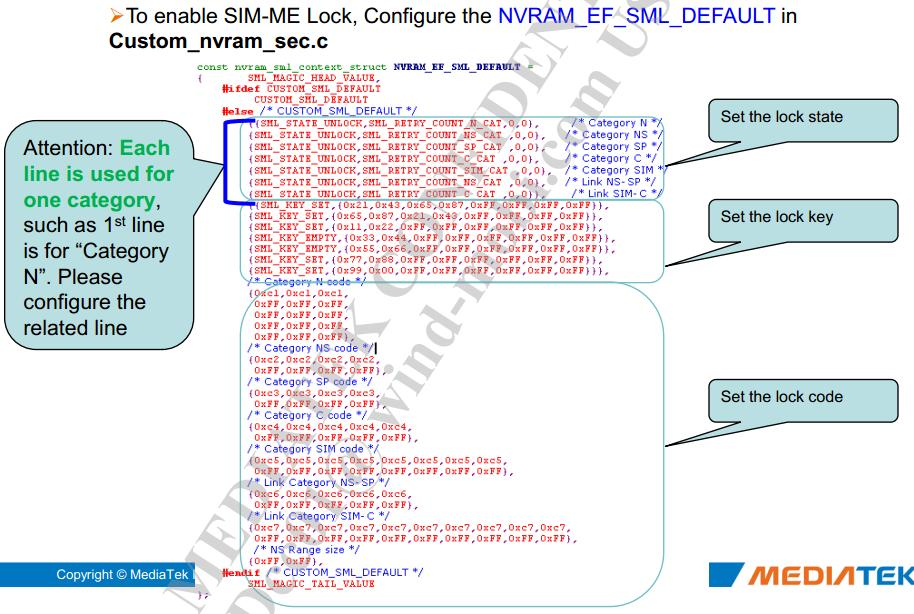 ➢To enable SIM-ME Lock, Configure the NVRAM_EF_SML_DEFAULT in
Custom_nvram_sec.c
const nvram_sml_context_struct NVRAM_EF_SML_DEFAULT =
{ SML_MAGIC_HEAD_VALUE,
#ifdef CUSTOM_SML_DEFAULT
CUSTOM_SML_DEFAULT
#else /* CUSTOM_SML_DEFAULT */
{{SML_STATE_UNLOCK,SML_RETRY_COUNT_N_CAT,0,0}, /* Category N */
{SML_STATE_UNLOCK,SML_RETRY_COUNT_NS_CAT ,0,0}, /* Category NS */
{SML_STATE_UNLOCK,SML_RETRY_COUNT_SP_CAT ,0,0}, /* Category SP */
{SML_STATE_UNLOCK,SML_RETRY_COUNT_C_CAT ,0,0}, /* Category C */
{SML_STATE_UNLOCK,SML_RETRY_COUNT_SIM_CAT ,0,0}, /* Category SIM */
{SML_STATE_UNLOCK,SML_RETRY_COUNT_NS_CAT ,0,0}, /* Link NS-SP */
{SML_STATE_UNLOCK,SML_RETRY_COUNT_C_CAT ,0,0}}, /* Link SIM-C */
{{SML_KEY_SET,{0x21,0x43,0x65,0x87,0xFF,0xFF,0xFF,0xFF}},
{SML_KEY_SET,{0x65,0x87,0x21,0x43,0xFF,0xFF,0xFF,0xFF}},
{SML_KEY_SET,{0x11,0x22,0xFF,0xFF,0xFF,0xFF,0xFF,0xFF}},
{SML_KEY_EMPTY,{0x33,0x44,0xFF,0xFF,0xFF,0xFF,0xFF,0xFF}},
{SML_KEY_EMPTY,{0x55,0x66,0xFF,0xFF,0xFF,0xFF,0xFF,0xFF}},
{SML_KEY_SET,{0x77,0x88,0xFF,0xFF,0xFF,0xFF,0xFF,0xFF}},
{SML_KEY_SET,{0x99,0x00,0xFF,0xFF,0xFF,0xFF,0xFF,0xFF}}},
/* Category N code */
{0xc1,0xc1,0xc1,
0xFF,0xFF,0xFF,
0xFF,0xFF,0xFF,
0xFF,0xFF,0xFF,
0xFF,0xFF,0xFF},
/* Category NS code */
{0xc2,0xc2,0xc2,0xc2,
0xFF,0xFF,0xFF,0xFF},
/* Category SP code */
{0xc3,0xc3,0xc3,0xc3,
0xFF,0xFF,0xFF,0xFF},
/* Category C code */
{0xc4,0xc4,0xc4,0xc4,0xc4,
0xFF,0xFF,0xFF,0xFF,0xFF},
/* Category SIM code */
{0xc5,0xc5,0xc5,0xc5,0xc5,0xc5,0xc5,0xc5,
0xFF,0xFF,0xFF,0xFF,0xFF,0xFF,0xFF,0xFF},
/* Link Category NS-SP */
{0xc6,0xc6,0xc6,0xc6,0xc6,
0xFF,0xFF,0xFF,0xFF,0xFF},
/* Link Category SIM-C */
{0xc7,0xc7,0xc7,0xc7,0xc7,0xc7,0xc7,0xc7,0xc7,0xc7,
0xFF,0xFF,0xFF,0xFF,0xFF,0xFF,0xFF,0xFF,0xFF,0xFF},
/* NS Range size */
{0xFF,0xFF},
#endif /* CUSTOM_SML_DEFAULT */
SML_MAGIC_TAIL_VALUE
};
Attention: Each
line is used for
one category,
such as 1st line
is for “Category
N”. Please
configure the
related line
Set the lock state
Set the lock key
Set the lock code
Copyright © MediaTek
MEDIATEK